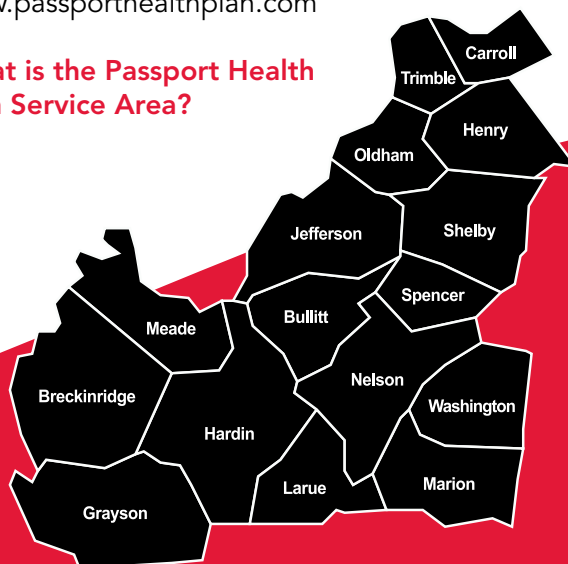 w.passporthealthplan.com
at is the Passport Health
Service Area?
Carroll
Trimble
Henry
Oldham
Jefferson
Shelby
Spencer
Bullitt
Meade
Nelson
Breckinridge
Washington
Hardin
Larue
Marion
Grayson